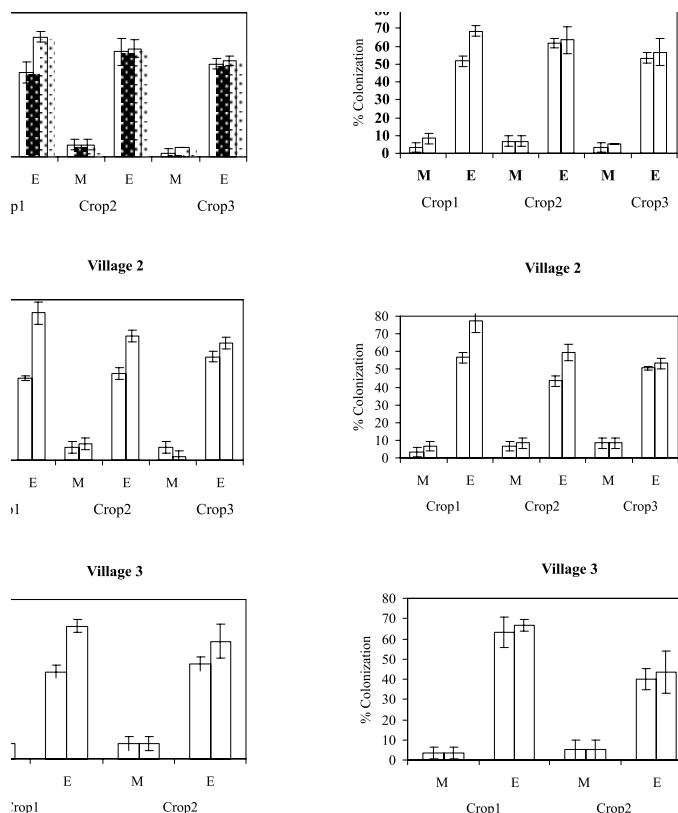 E M E M E
p1 Crop2 Crop3
80
70
60
50
40
30
20
10
0
% Colonization
M E M E M E
Crop1 Crop2 Crop3
Village 2
E M E M E
Crop2 Crop3
Village 2
80
70
60
50
40
30
20
10
0
% Colonization
M E M E M E
Crop1 Crop2 Crop3
Village 3
E M E
Crop1 Crop2
Village 3
80
70
60
50
40
30
20
10
0
% Colonization
M E M E
Crop1 Crop2